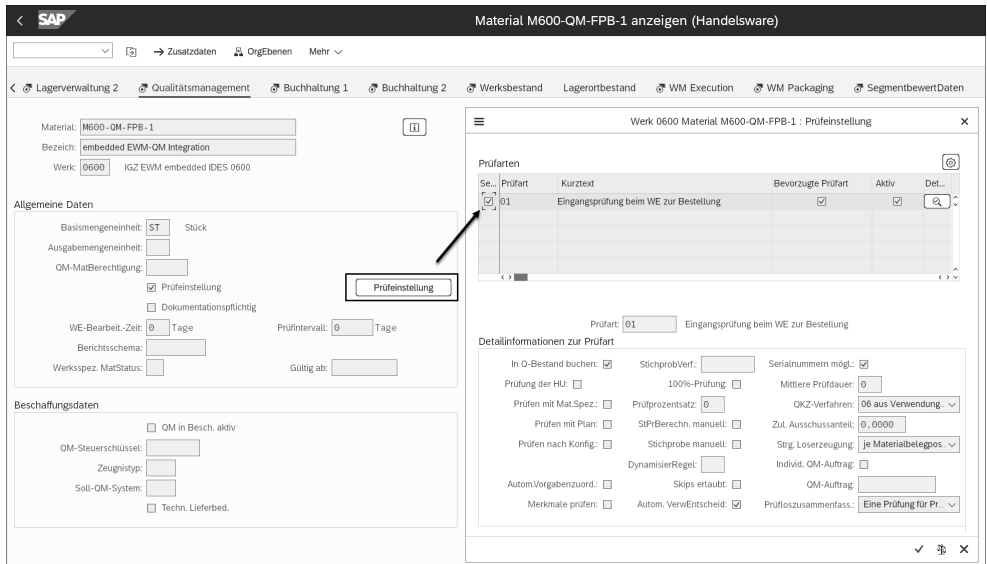 SAP
Material M600-QM-FPB-1 anzeigen (Handelsware)
Zusatzdaten OrgEbenen Mehr
Lagerverwaltung 2 Qualitätsmanagement Buchhaltung 1 Buchhaltung 2 Werksbestand Lagerortbestand WM Execution WM Packaging SegmentbewertDaten
Material: M600-QM-FPB-1
Bezeich: embedded EWM-QM Integration
Werk: 0600 IGZ EWM embedded IDES 0600
Allgemeine Daten
Basismengeneinheit: ST Stück
Ausgabemengeneinheit:
QM-MatBerechtigung:
Prüfeinstellung Prüfeinstellung
Dokumentationspflichtig
WE-Bearbeit.-Zeit: 0 Tage Prüfintervall: 0 Tage
Berichtsschema:
Werksspez. MatStatus: Gültig ab:
Beschaffungsdaten
QM in Besch. aktiv
QM-Steuerschlüssel:
Zeugnistyp:
Soll-QM-System:
Techn. Lieferbed.
Werk 0600 Material M600-QM-FPB-1 : Prüfeinstellung
Prüfarten
Se... Prüfart Kurztext Bevorzugte Prüfart Aktiv Det...
01 Eingangsprüfung beim WE zur Bestellung
Prüfart: 01 Eingangsprüfung beim WE zur Bestellung
Detailinformationen zur Prüfart
In Q-Bestand buchen: StichprobVerf.: Serialnummern mögl.:
Prüfung der HU: 100%-Prüfung: Mittlere Prüfdauer: 0
Prüfen mit Mat.Spez.: Prüfprozentsatz: 0 QKZ-Verfahren: 06 aus Verwendung..
Prüfen mit Plan: StPrBerechn. manuell: Zul. Ausschussanteil: 0,0000
Prüfen nach Konfig.: Stichprobe manuell: Strg. Loserzeugung: je Materialbelegpos..
DynamisierRegel: Individ. QM-Auftrag:
Autom.Vorgabenzuord.: Skips erlaubt: QM-Auftrag:
Merkmale prüfen: Autom. VerwEntscheid: Prüfloszusammenfass.: Eine Prüfung für Pr..